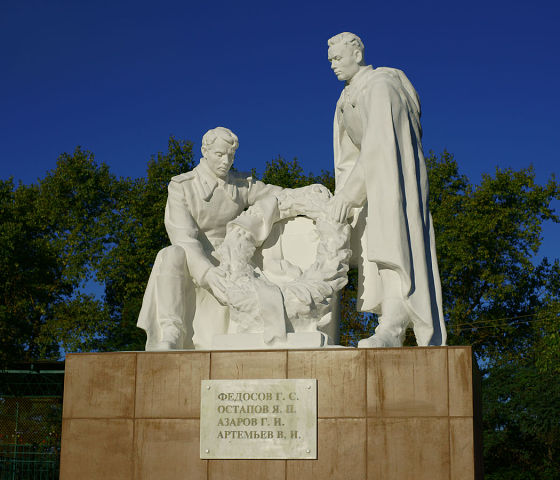 ФЕДОСОВ Г. С.
ОСТАПОВ Я. П.
АЗАРОВ Г. И.
АРТЕМЬЕВ В. И.